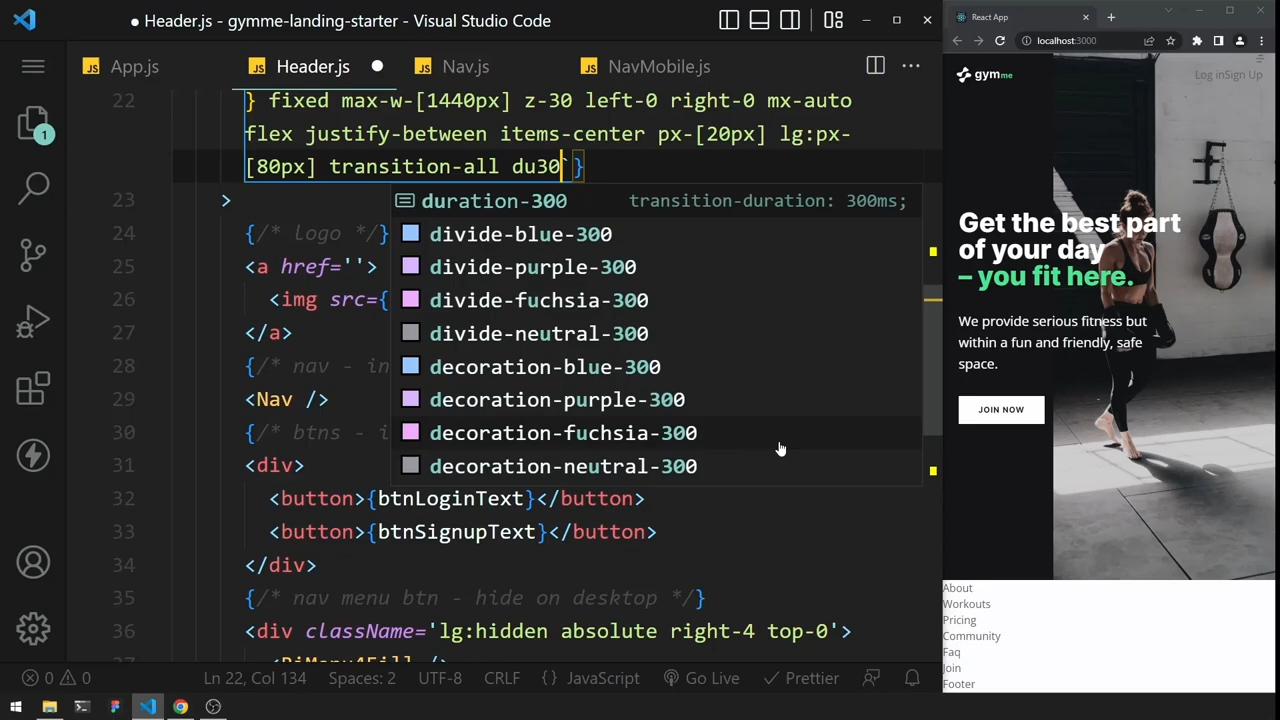 Header.js - gymme-landing-starter - Visual Studio Code
JS App.js
JS Header.js
JS Nav.js
JS NavMobile.js
22 } fixed max-w-[1440px] z-30 left-0 right-0 mx-auto
flex justify-between items-center px-[20px] lg:px-
[80px] transition-all du30`}
23 >
duration-300 transition-duration: 300ms;
divide-blue-300
divide-purple-300
divide-fuchsia-300
divide-neutral-300
decoration-blue-300
decoration-purple-300
decoration-fuchsia-300
decoration-neutral-300
24 {/* logo */}
25 <a href=''>
26 <img src={
27 </a>
28 {/* nav - in
29 <Nav />
30 {/* btns - i
31 <div>
32 <button>{btnLoginText}</button>
33 <button>{btnSignupText}</button>
34 </div>
35 {/* nav menu btn - hide on desktop */}
36 <div className='lg:hidden absolute right-4 top-0'>
37 <RiMenu4Fill />
1
0 0 Ln 22, Col 134 Spaces: 2 UTF-8 CRLF {} JavaScript Go Live Prettier
React App
localhost:3000
gymme
Log inSign Up
Get the best part
of your day
– you fit here.
We provide serious fitness but
within a fun and friendly, safe
space.
JOIN NOW
About
Workouts
Pricing
Community
Faq
Join
Footer